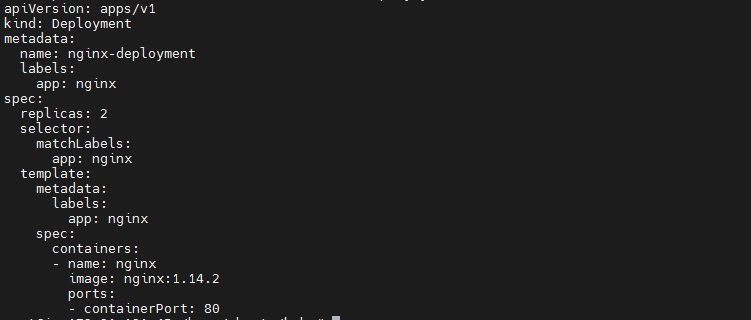 apiVersion: apps/v1
kind: Deployment
metadata:
  name: nginx-deployment
  labels:
    app: nginx
spec:
  replicas: 2
  selector:
    matchLabels:
      app: nginx
  template:
    metadata:
      labels:
        app: nginx
    spec:
      containers:
      - name: nginx
        image: nginx:1.14.2
        ports:
        - containerPort: 80